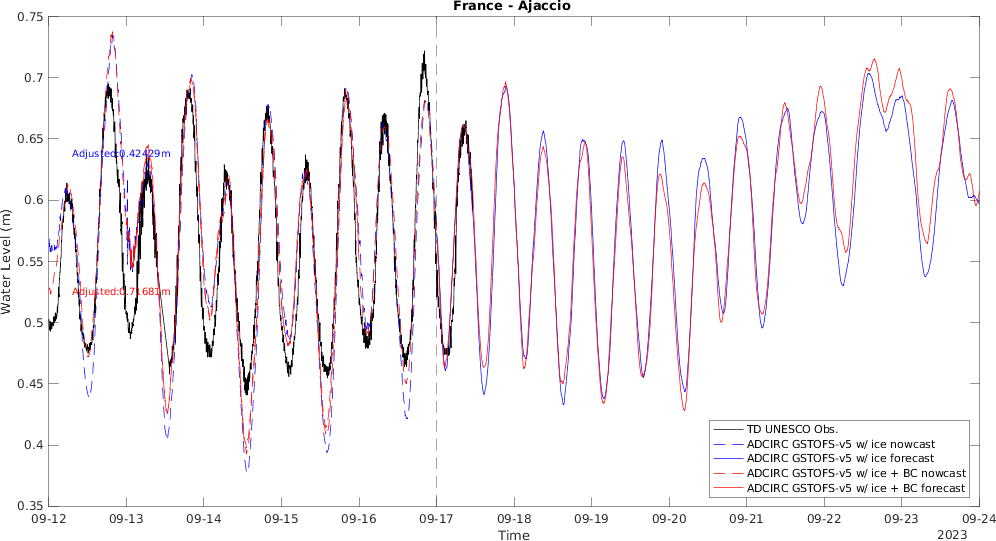 France - Ajaccio
0.75
0.7
0.65
0.6
0.55
0.5
0.45
0.4
0.35
Water Level (m)
Adjusted:0.42429m
Adjusted:0.71681m
TD UNESCO Obs.
ADCIRC GSTOFS-v5 w/ ice nowcast
ADCIRC GSTOFS-v5 w/ ice forecast
ADCIRC GSTOFS-v5 w/ ice + BC nowcast
ADCIRC GSTOFS-v5 w/ ice + BC forecast
09-12 09-13 09-14 09-15 09-16 09-17 09-18 09-19 09-20 09-21 09-22 09-23 09-24
Time
2023